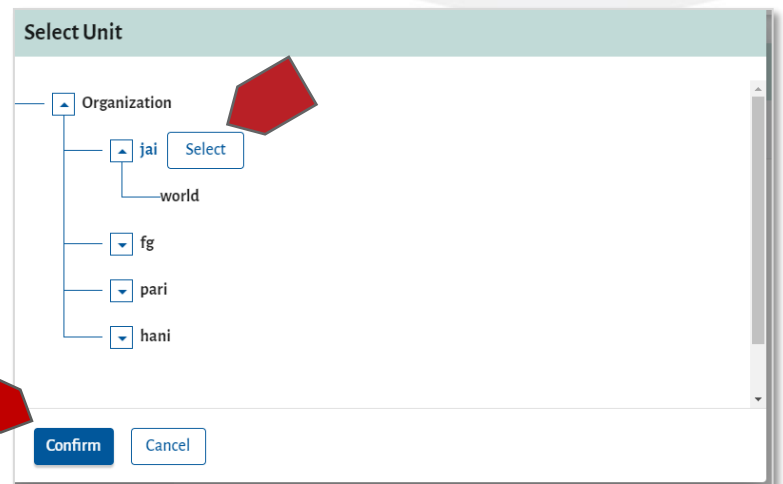 Select Unit
Organization
jai Select
world
fg
pari
hani
Confirm Cancel